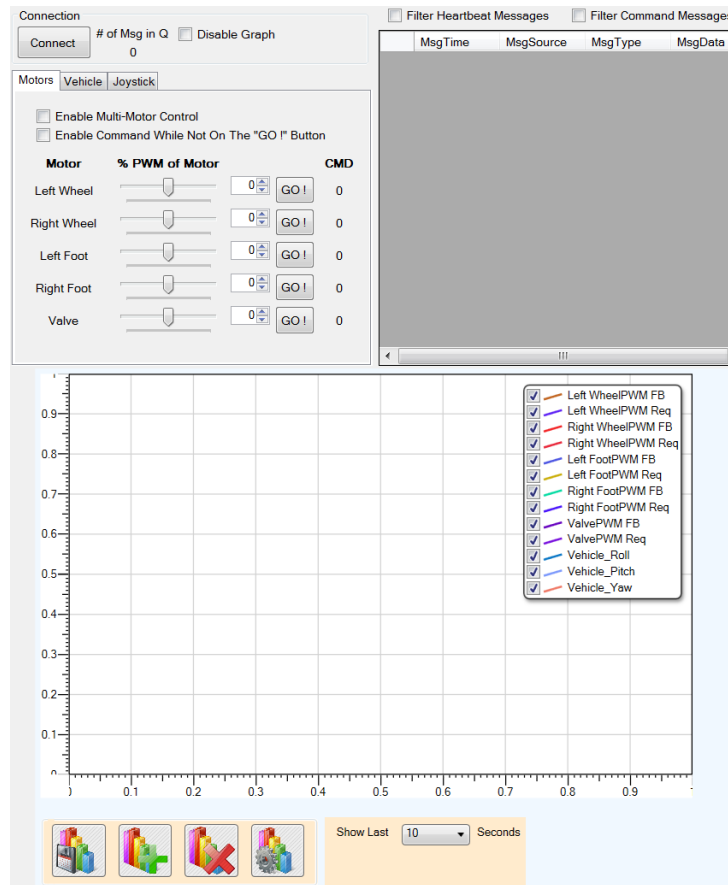 Connection
Connect
# of Msg in Q
0
Disable Graph
Filter Heartbeat Messages
Filter Command Messages
MsgTime MsgSource MsgType MsgData
Motors Vehicle Joystick
Enable Multi-Motor Control
Enable Command While Not On The "GO !" Button
Motor % PWM of Motor CMD
Left Wheel 0 GO ! 0
Right Wheel 0 GO ! 0
Left Foot 0 GO ! 0
Right Foot 0 GO ! 0
Valve 0 GO ! 0
Left WheelPWM FB
Left WheelPWM Req
Right WheelPWM FB
Right WheelPWM Req
Left FootPWM FB
Left FootPWM Req
Right FootPWM FB
Right FootPWM Req
ValvePWM FB
ValvePWM Req
Vehicle_Roll
Vehicle_Pitch
Vehicle_Yaw
0.9
0.8
0.7
0.6
0.5
0.4
0.3
0.2
0.1
0.1 0.2 0.3 0.4 0.5 0.6 0.7 0.8 0.9
Show Last 10 Seconds